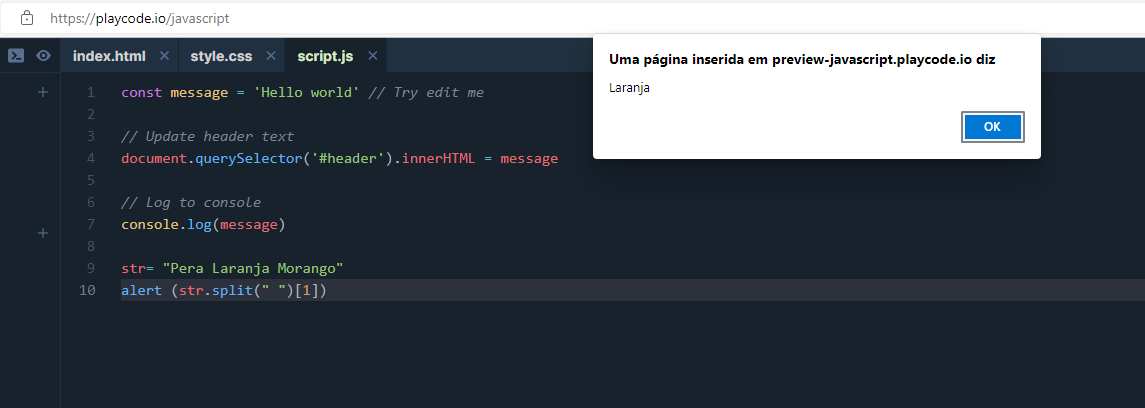 https://playcode.io/javascript
index.html × style.css × script.js ×
Uma página inserida em preview-javascript.playcode.io diz
Laranja
OK
1 const message = 'Hello world' // Try edit me
2
3 // Update header text
4 document.querySelector('#header').innerHTML = message
5
6 // Log to console
7 console.log(message)
8
9 str= "Pera Laranja Morango"
10 alert (str.split(" ")[1])